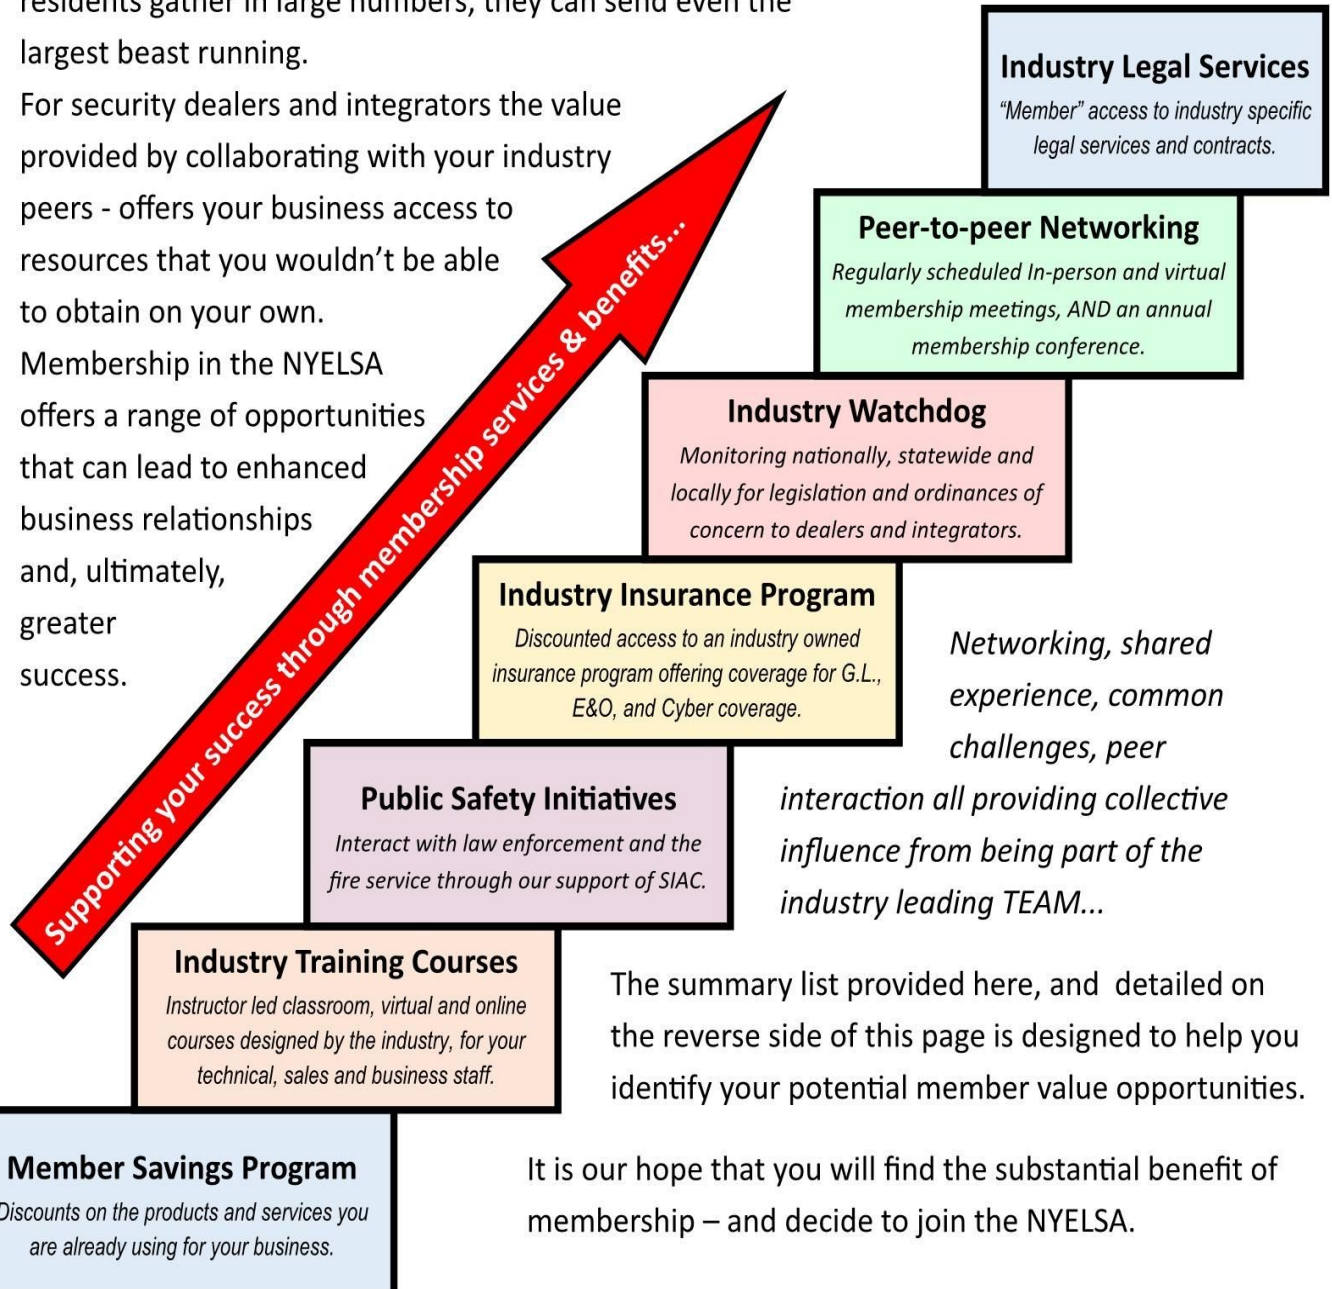 residents gather in large numbers, they can send even the
largest beast running.
For security dealers and integrators the value
provided by collaborating with your industry
peers - offers your business access to
resources that you wouldn’t be able
to obtain on your own.
Membership in the NYELSA
offers a range of opportunities
that can lead to enhanced
business relationships
and, ultimately,
greater
success.
Supporting your success through membership services & benefits...
Industry Legal Services
“Member” access to industry specific
legal services and contracts.
Peer-to-peer Networking
Regularly scheduled In-person and virtual
membership meetings, AND an annual
membership conference.
Industry Watchdog
Monitoring nationally, statewide and
locally for legislation and ordinances of
concern to dealers and integrators.
Industry Insurance Program
Discounted access to an industry owned
insurance program offering coverage for G.L.,
E&O, and Cyber coverage.
Public Safety Initiatives
Interact with law enforcement and the
fire service through our support of SIAC.
Industry Training Courses
Instructor led classroom, virtual and online
courses designed by the industry, for your
technical, sales and business staff.
Member Savings Program
Discounts on the products and services you
are already using for your business.
Networking, shared
experience, common
challenges, peer
interaction all providing collective
influence from being part of the
industry leading TEAM...
The summary list provided here, and  detailed on
the reverse side of this page is designed to help you
identify your potential member value opportunities.
It is our hope that you will find the substantial benefit of
membership – and decide to join the NYELSA.